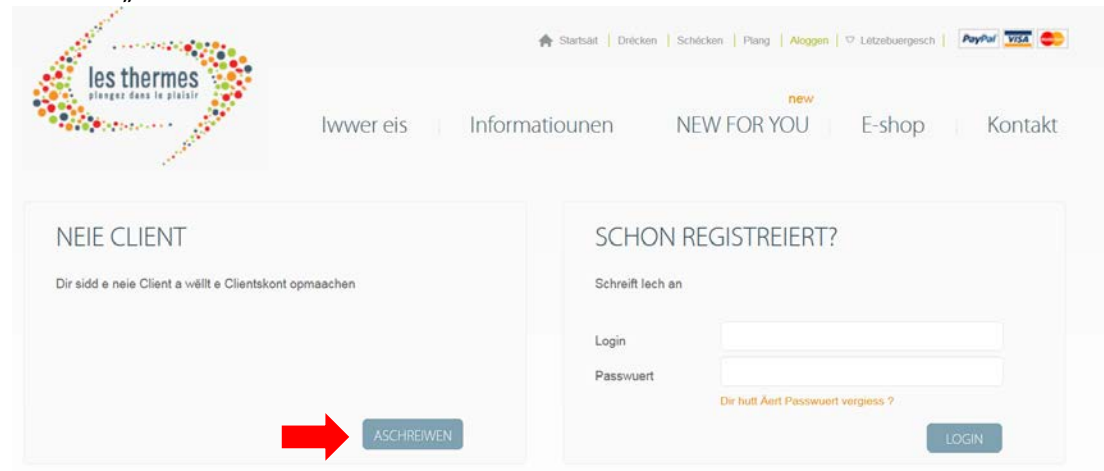 Startsäit | Drécken | Schécken | Plang | Aloggen | Lëtzebuergesch | PayPal VISA
les thermes
plongez dans le plaisir
new
Iwwer eis Informatiounen NEW FOR YOU E-shop Kontakt
NEIE CLIENT
Dir sidd e neie Client a wëllt e Clientskont opmaachen
ASCHREIWEN
SCHON REGISTREIERT?
Schreift Iech an
Login
Passwuert
Dir hutt Äert Passwuert vergiess ?
LOGIN